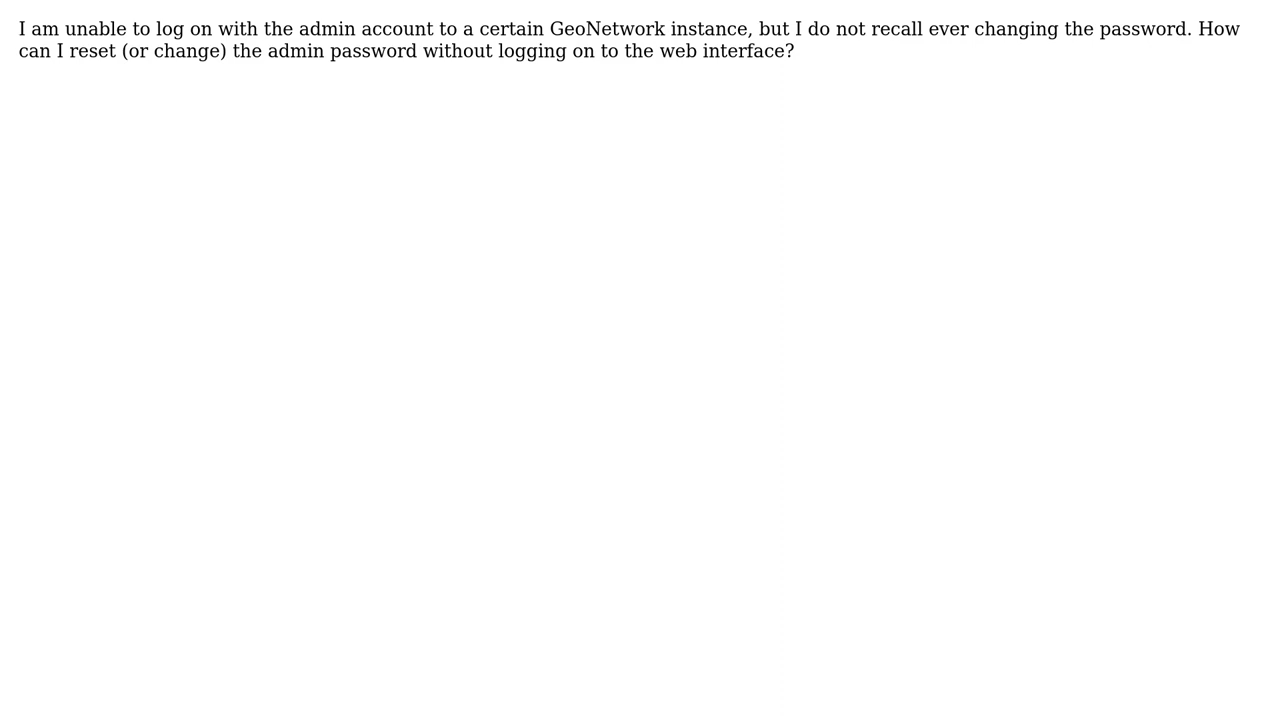 I am unable to log on with the admin account to a certain GeoNetwork instance, but I do not recall ever changing the password. How
can I reset (or change) the admin password without logging on to the web interface?